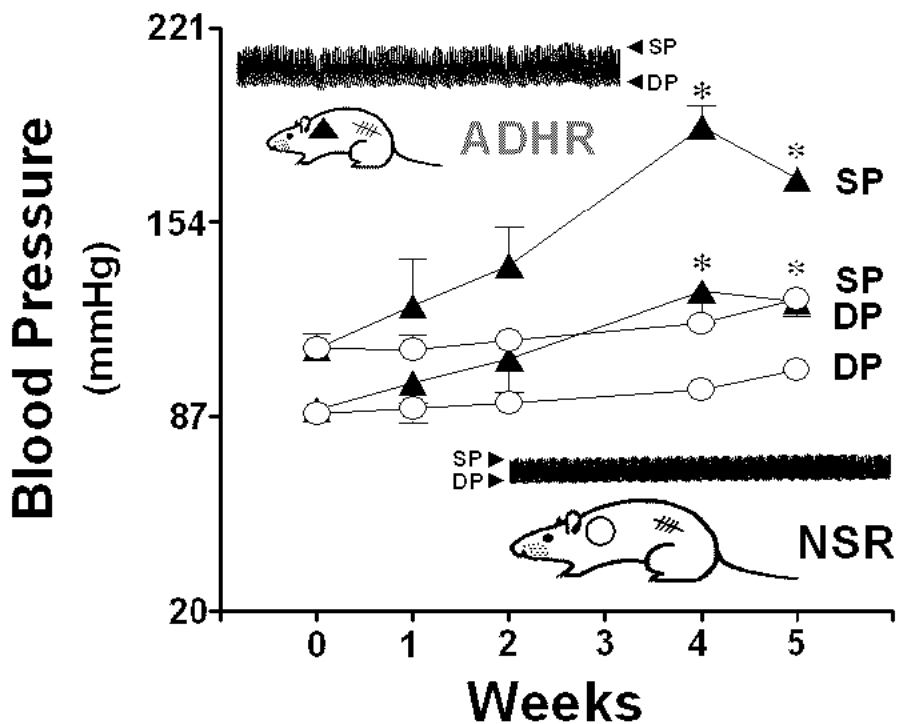 221
154
87
20
Blood Pressure
(mmHg)
SP
DP
ADHR
*
*
SP
*
*
SP
DP
DP
SP
DP
NSR
0 1 2 3 4 5
Weeks